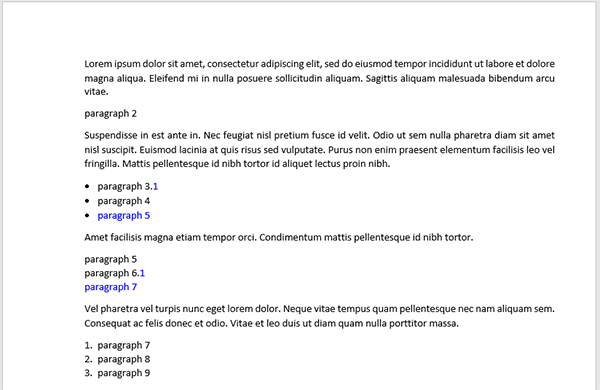 Lorem ipsum dolor sit amet, consectetur adipiscing elit, sed do eiusmod tempor incididunt ut labore et dolore
magna aliqua. Eleifend mi in nulla posuere sollicitudin aliquam. Sagittis aliquam malesuada bibendum arcu
vitae.
paragraph 2
Suspendisse in est ante in. Nec feugiat nisl pretium fusce id velit. Odio ut sem nulla pharetra diam sit amet
nisl suscipit. Euismod lacinia at quis risus sed vulputate. Purus non enim praesent elementum facilisis leo vel
fringilla. Mattis pellentesque id nibh tortor id aliquet lectus proin nibh.
• paragraph 3.1
• paragraph 4
• paragraph 5
Amet facilisis magna etiam tempor orci. Condimentum mattis pellentesque id nibh tortor.
paragraph 5
paragraph 6.1
paragraph 7
Vel pharetra vel turpis nunc eget lorem dolor. Neque vitae tempus quam pellentesque nec nam aliquam sem.
Consequat ac felis donec et odio. Vitae et leo duis ut diam quam nulla porttitor massa.
1. paragraph 7
2. paragraph 8
3. paragraph 9